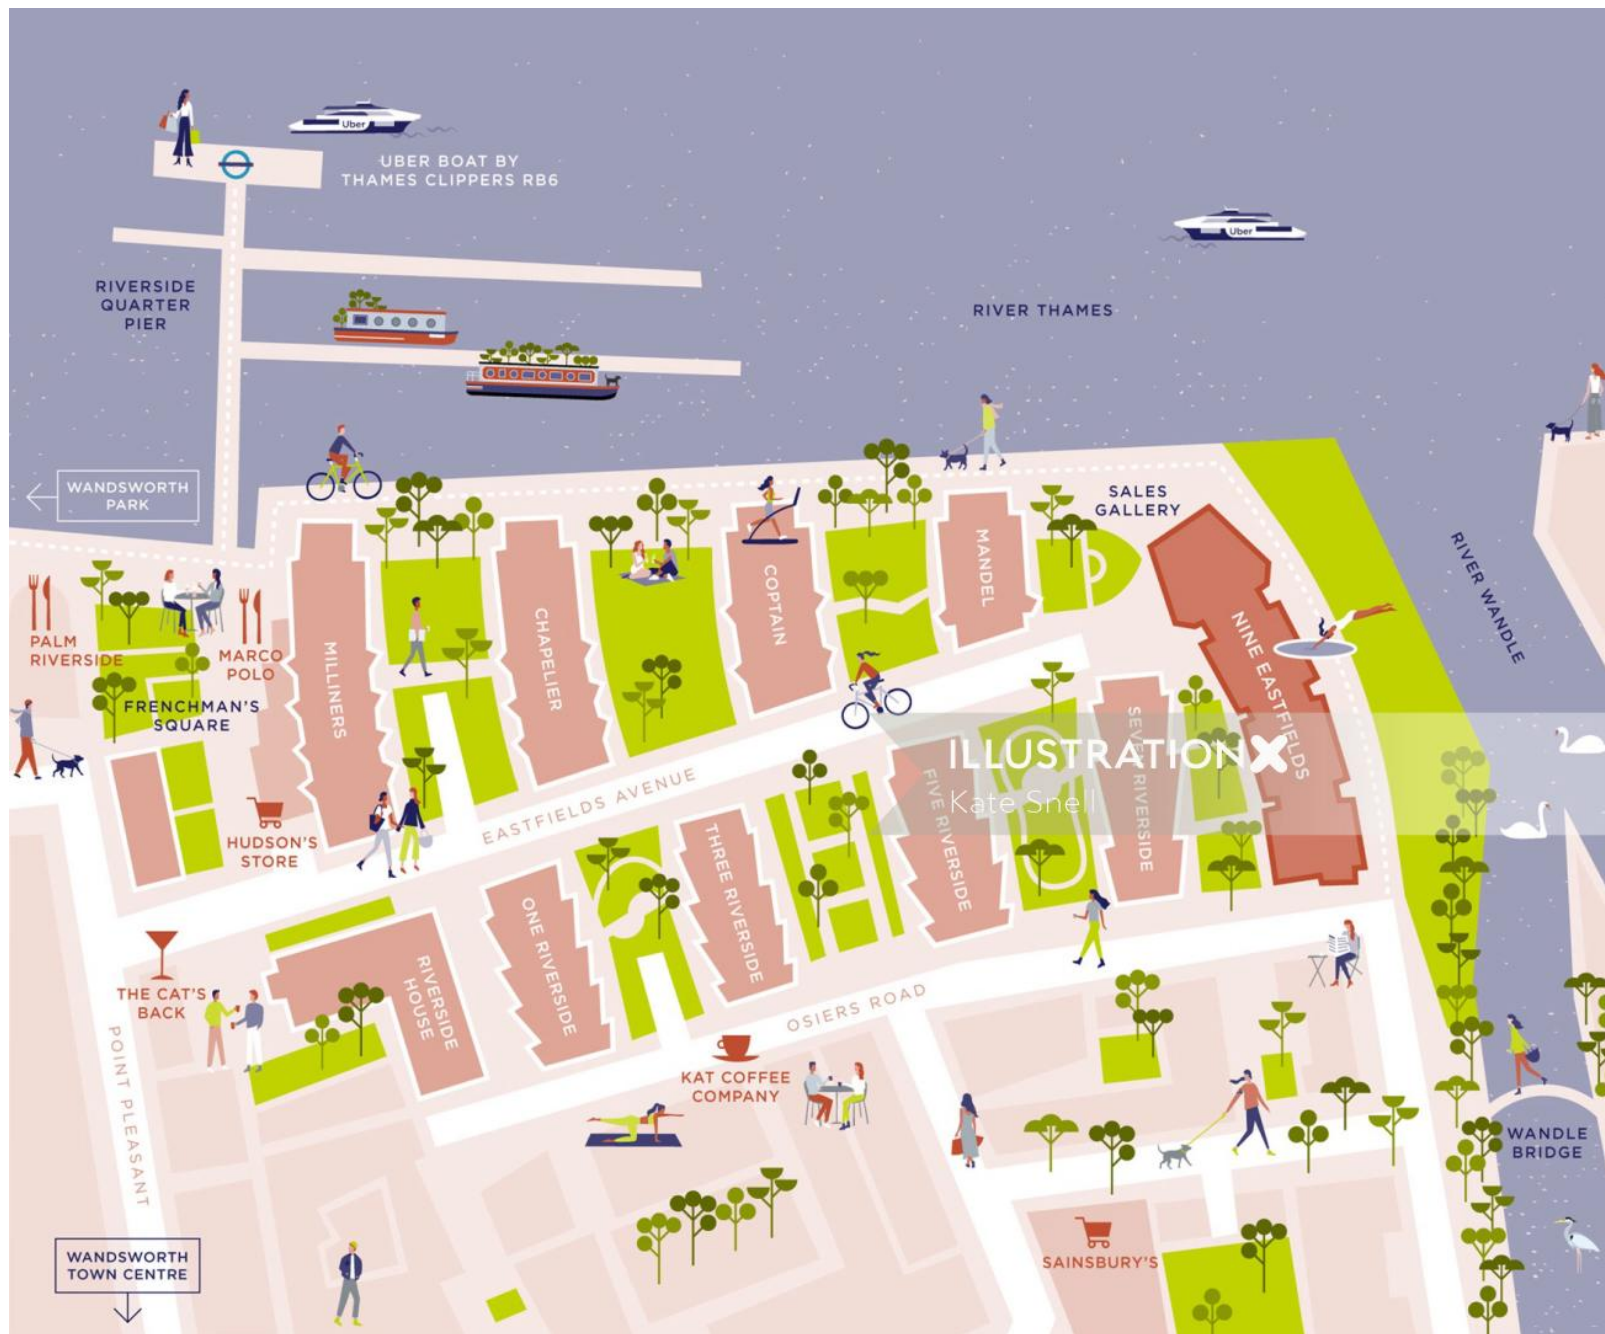 Uber
UBER BOAT BY
THAMES CLIPPERS RB6
Uber
RIVERSIDE
QUARTER
PIER
RIVER THAMES
WANDSWORTH
PARK
SALES
GALLERY
RIVER WANDLE
PALM
RIVERSIDE
MARCO
POLO
FRENCHMAN'S
SQUARE
MILLINERS
CHAPELIER
COPTAIN
MANDEL
NINE EASTFIELDS
HUDSON'S
STORE
EASTFIELDS AVENUE
ILLUSTRATIONX
Kate Snell
FIVE RIVERSIDE
SEVEN RIVERSIDE
THREE RIVERSIDE
ONE RIVERSIDE
RIVERSIDE
HOUSE
THE CAT'S
BACK
POINT PLEASANT
OSIERS ROAD
KAT COFFEE
COMPANY
WANDLE
BRIDGE
SAINSBURY'S
WANDSWORTH
TOWN CENTRE